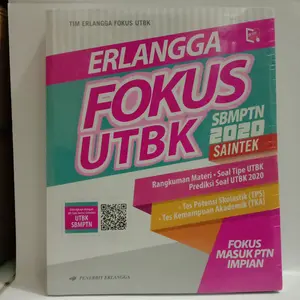 TIM ERLANGGA FOKUS UTBK
ERLANGGA
FOKUS
UTBK
SBMPTN
2020
SAINTEK
Rangkuman Materi • Soal Tipe UTBK
Prediksi Soal UTBK 2020
• Tes Potensi Skolastik (TPS)
• Tes Kemampuan Akademik (TKA)
UTBK
SBMPTN
FOKUS
MASUK PTN
IMPIAN
PENERBIT ERLANGGA